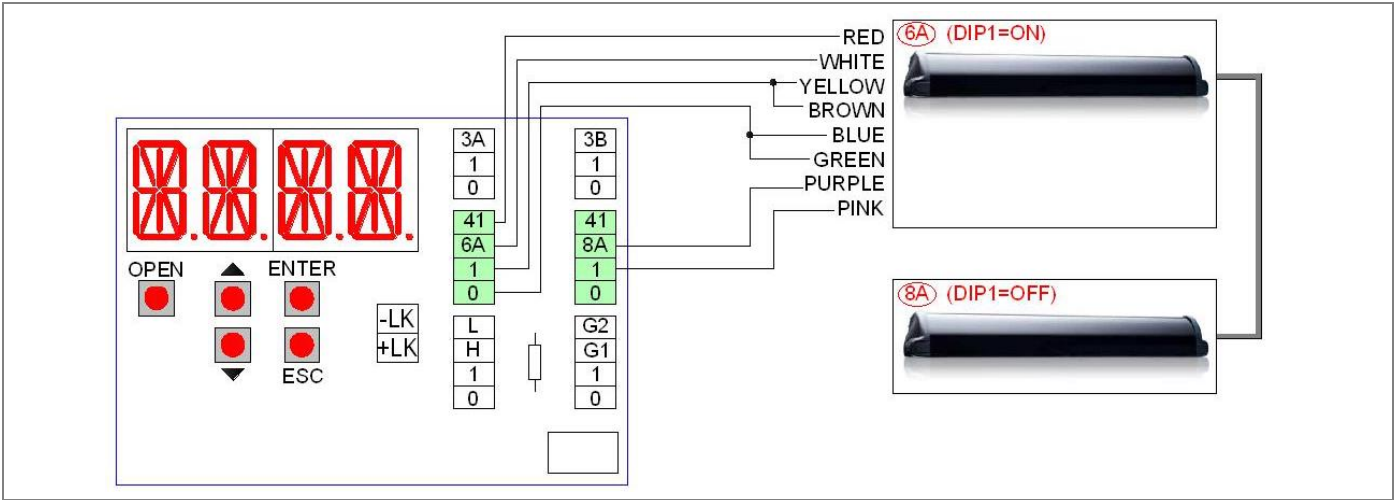 RED
WHITE
YELLOW
BROWN
BLUE
GREEN
PURPLE
PINK
6A (DIP1=ON)
8A (DIP1=OFF)
OPEN
▲ ENTER
▼ ESC
-LK
+LK
3A
1
0
41
6A
1
0
L
H
1
0
3B
1
0
41
8A
1
0
G2
G1
1
0